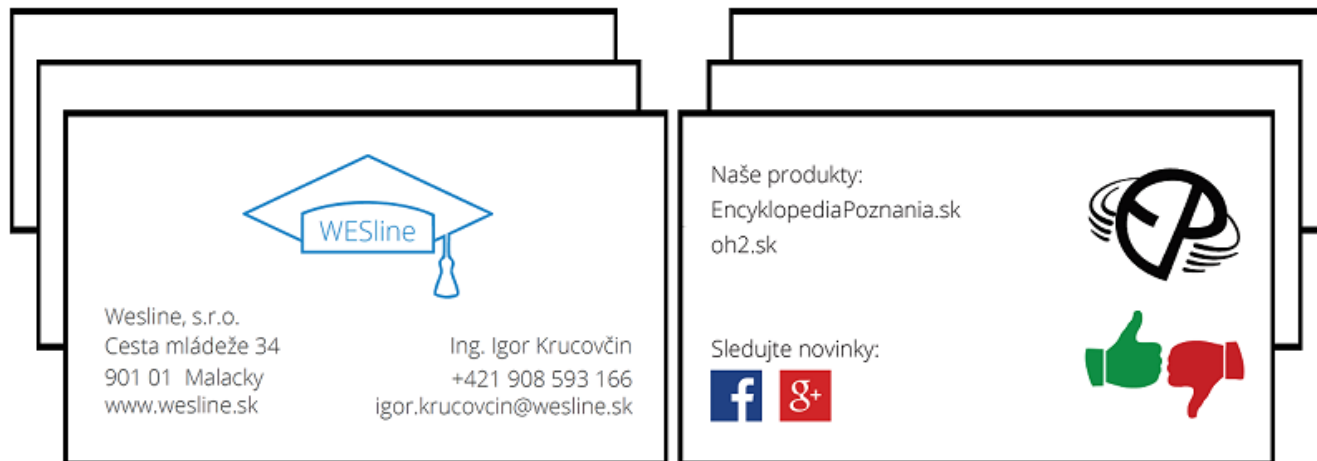 WESline
Wesline, s.r.o.
Cesta mládeže 34
901 01 Malacky
www.wesline.sk
Ing. Igor Krucovčin
+421 908 593 166
igor.krucovcin@wesline.sk
Naše produkty:
EncyklopediaPoznania.sk
oh2.sk
EP
Sledujte novinky:
f
g+